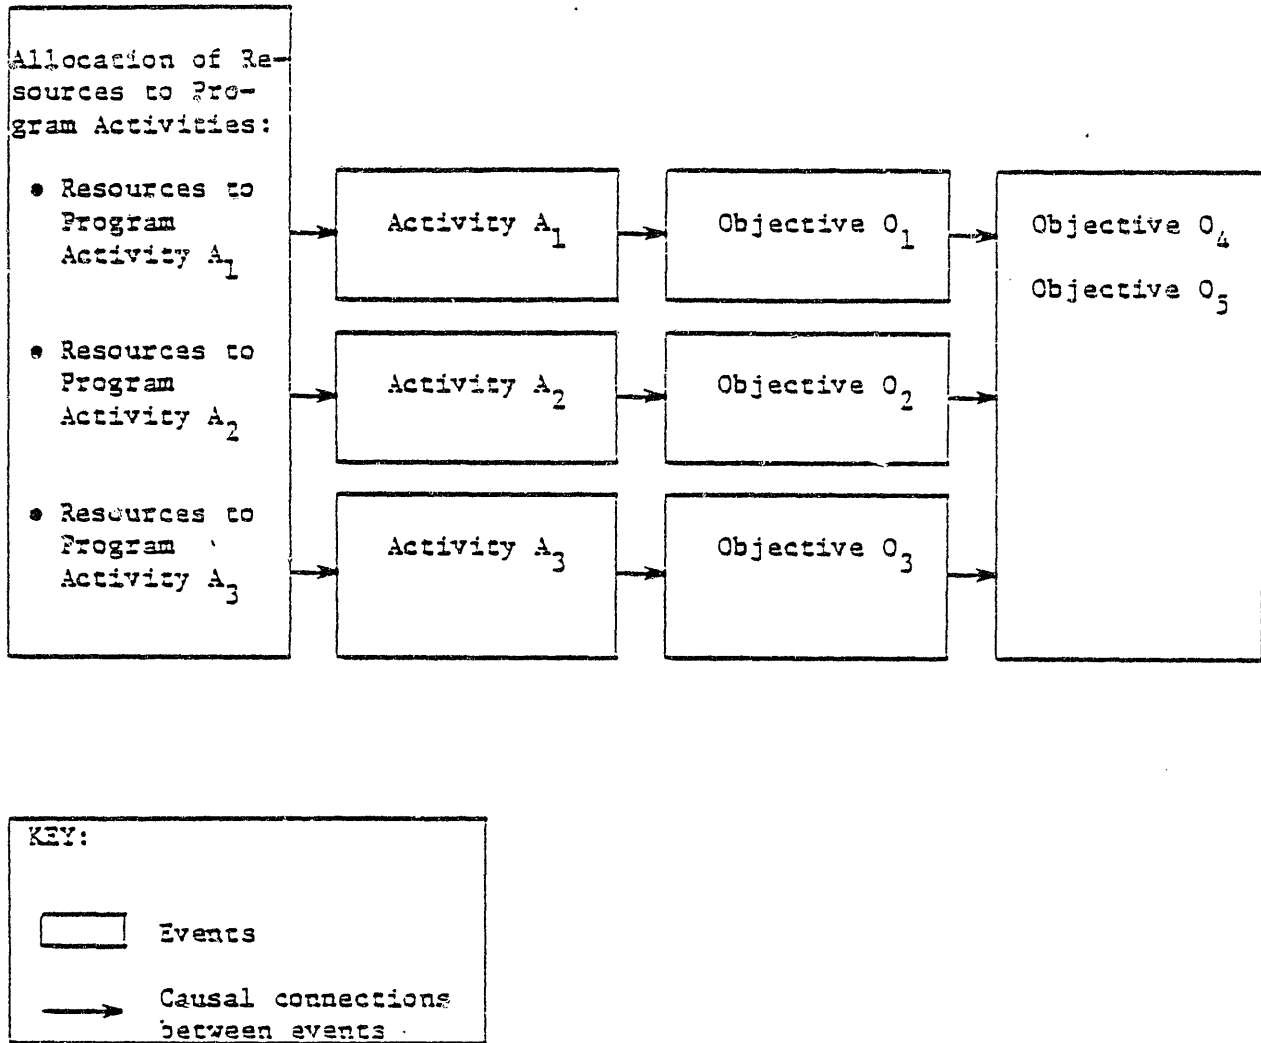 Allocation of Re-
sources to Pro-
gram Activities:
• Resources to
Program
Activity A1
• Resources to
Program
Activity A2
• Resources to
Program
Activity A3
Activity A1
Objective O1
Activity A2
Objective O2
Activity A3
Objective O3
Objective O4
Objective O5
KEY:
Events
Causal connections
between events